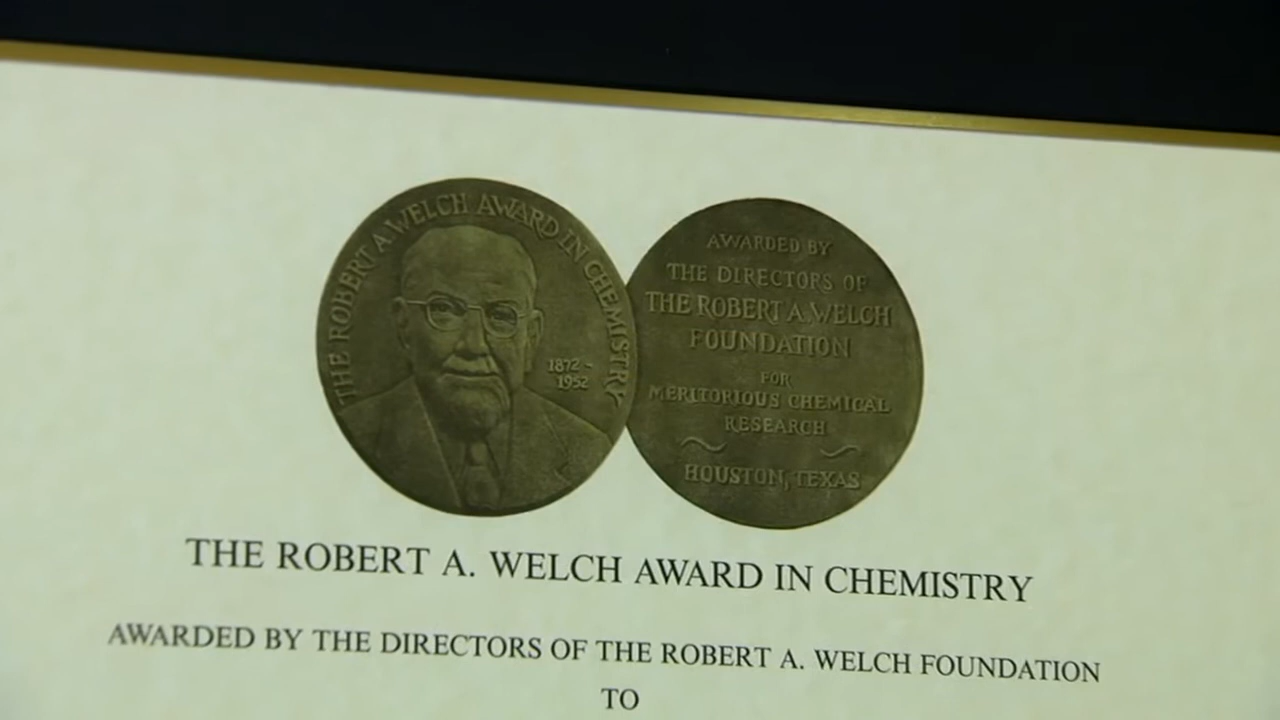 THE ROBERT A. WELCH AWARD IN CHEMISTRY
1872-
1952
AWARDED BY
THE DIRECTORS OF
THE ROBERT A. WELCH
FOUNDATION
FOR
MERITORIOUS CHEMICAL
RESEARCH
HOUSTON, TEXAS
THE ROBERT A. WELCH AWARD IN CHEMISTRY
AWARDED BY THE DIRECTORS OF THE ROBERT A. WELCH FOUNDATION
TO